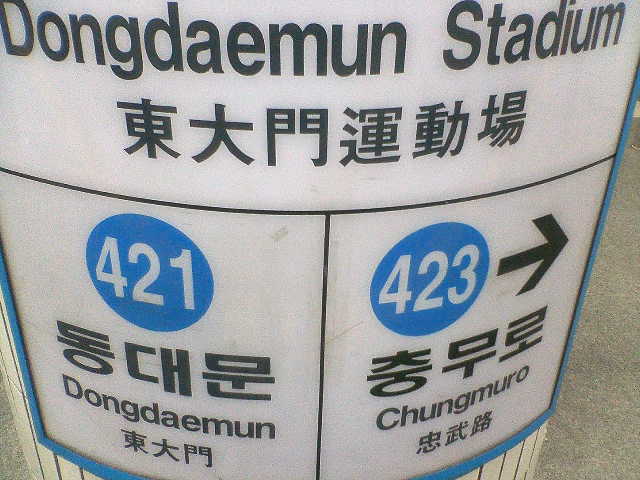 Dongdaemun Stadium
東大門運動場
421
동대문
Dongdaemun
東大門
423 →
충무로
Chungmuro
忠武路